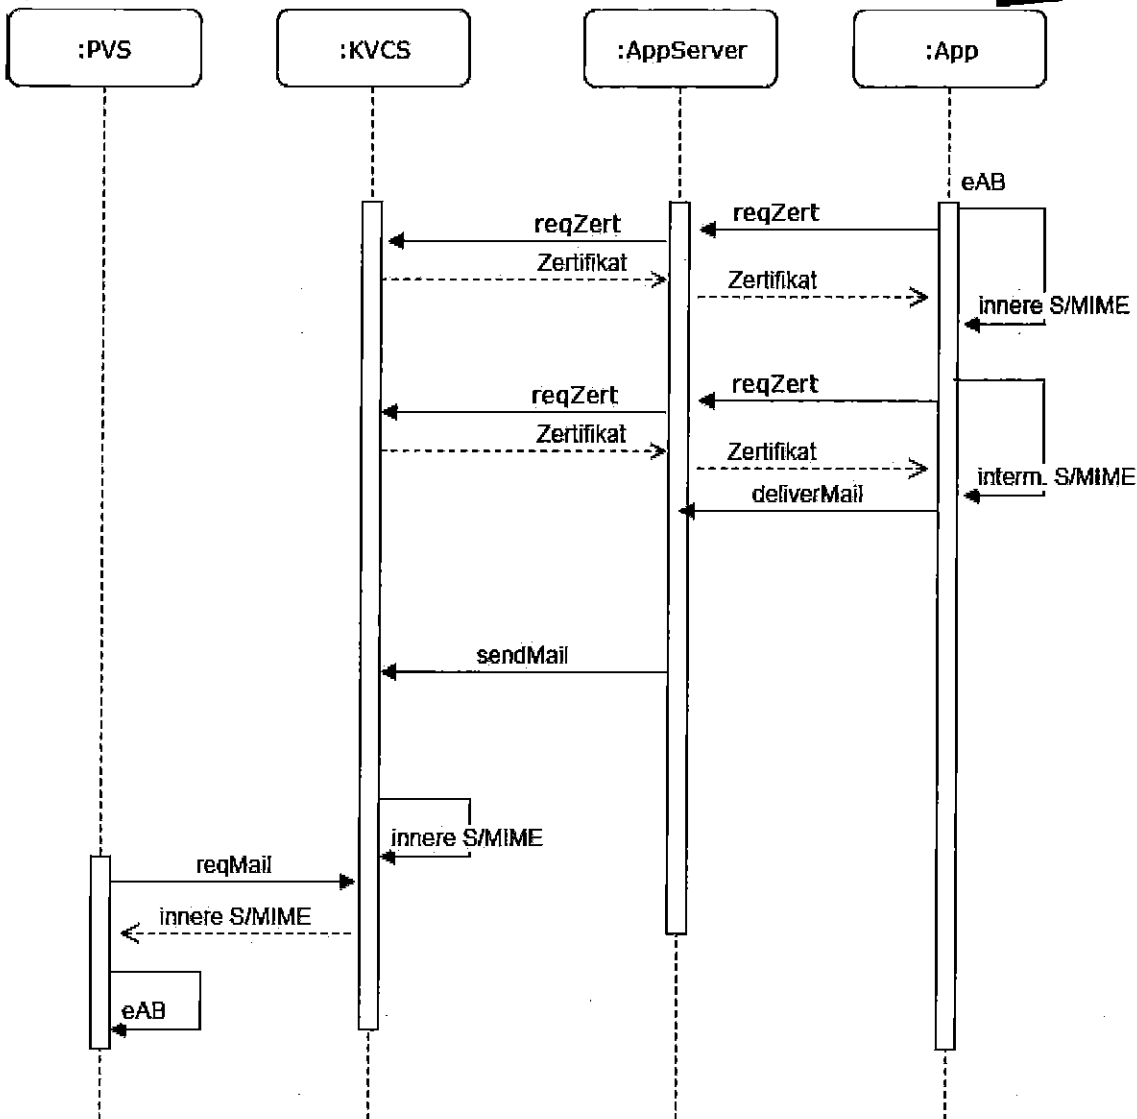 :PVS
:KVCS
:AppServer
:App
eAB
reqZert
reqZert
Zertifikat
Zertifikat
innere S/MIME
reqZert
reqZert
Zertifikat
Zertifikat
interm. S/MIME
deliverMail
sendMail
innere S/MIME
reqMail
innere S/MIME
eAB